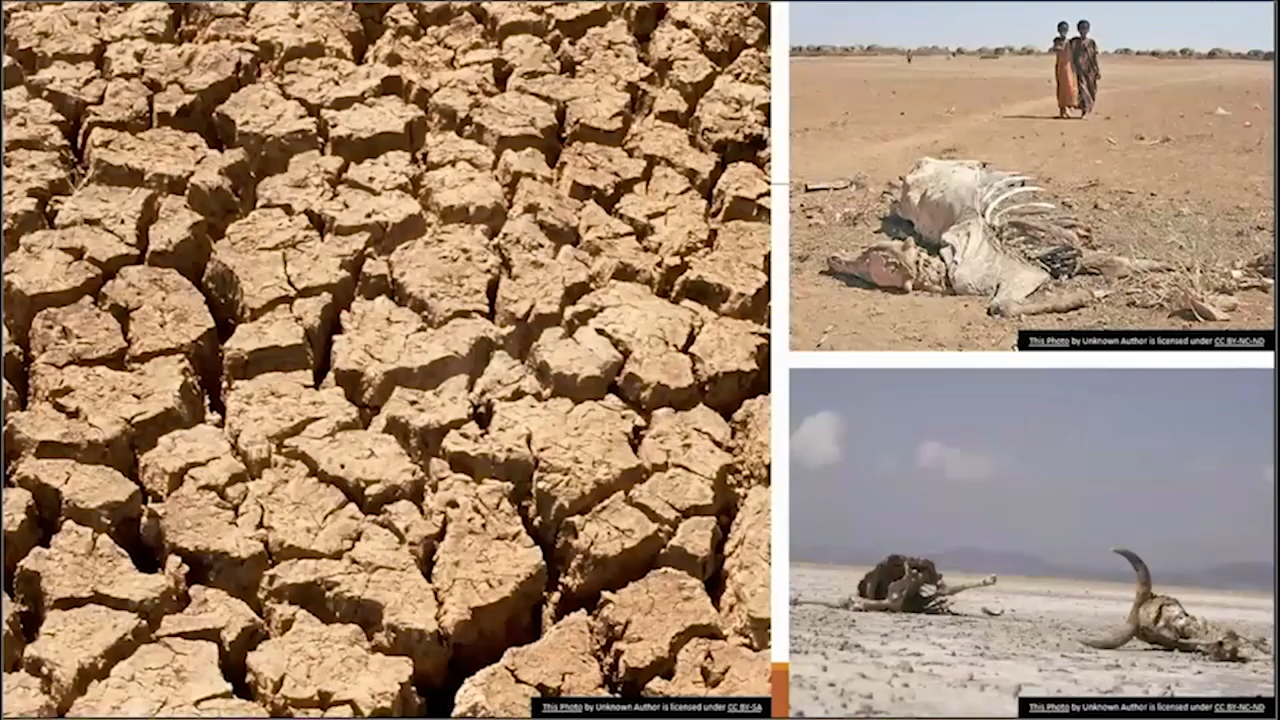 This Photo by Unknown Author is licensed under CC BY-NC-ND
This Photo by Unknown Author is licensed under CC BY-SA
This Photo by Unknown Author is licensed under CC BY-NC-ND